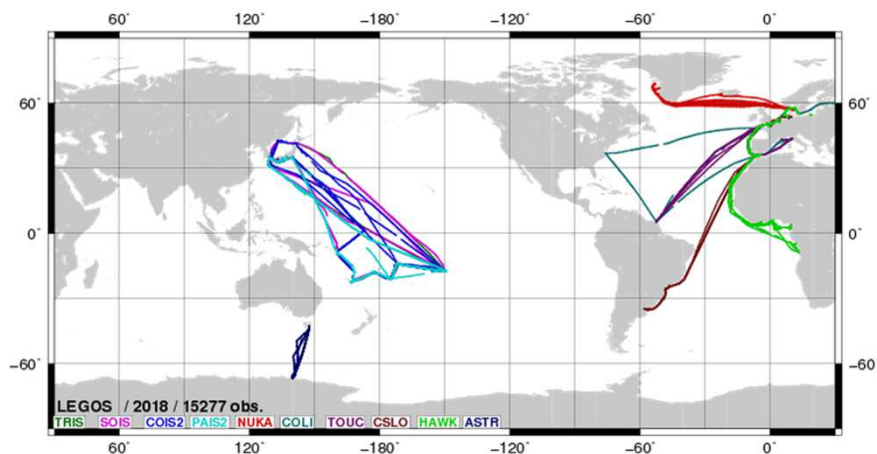 60° 120° -180° -120° -60° 0°
60° 60°
0° 0°
-60° -60°
LEGOS / 2018 / 15277 obs.
TRIS SOIS COIS2 PAIS2 NUKA COLI TOUC CSLO HAWK ASTR
60° 120° -180° -120° -60° 0°